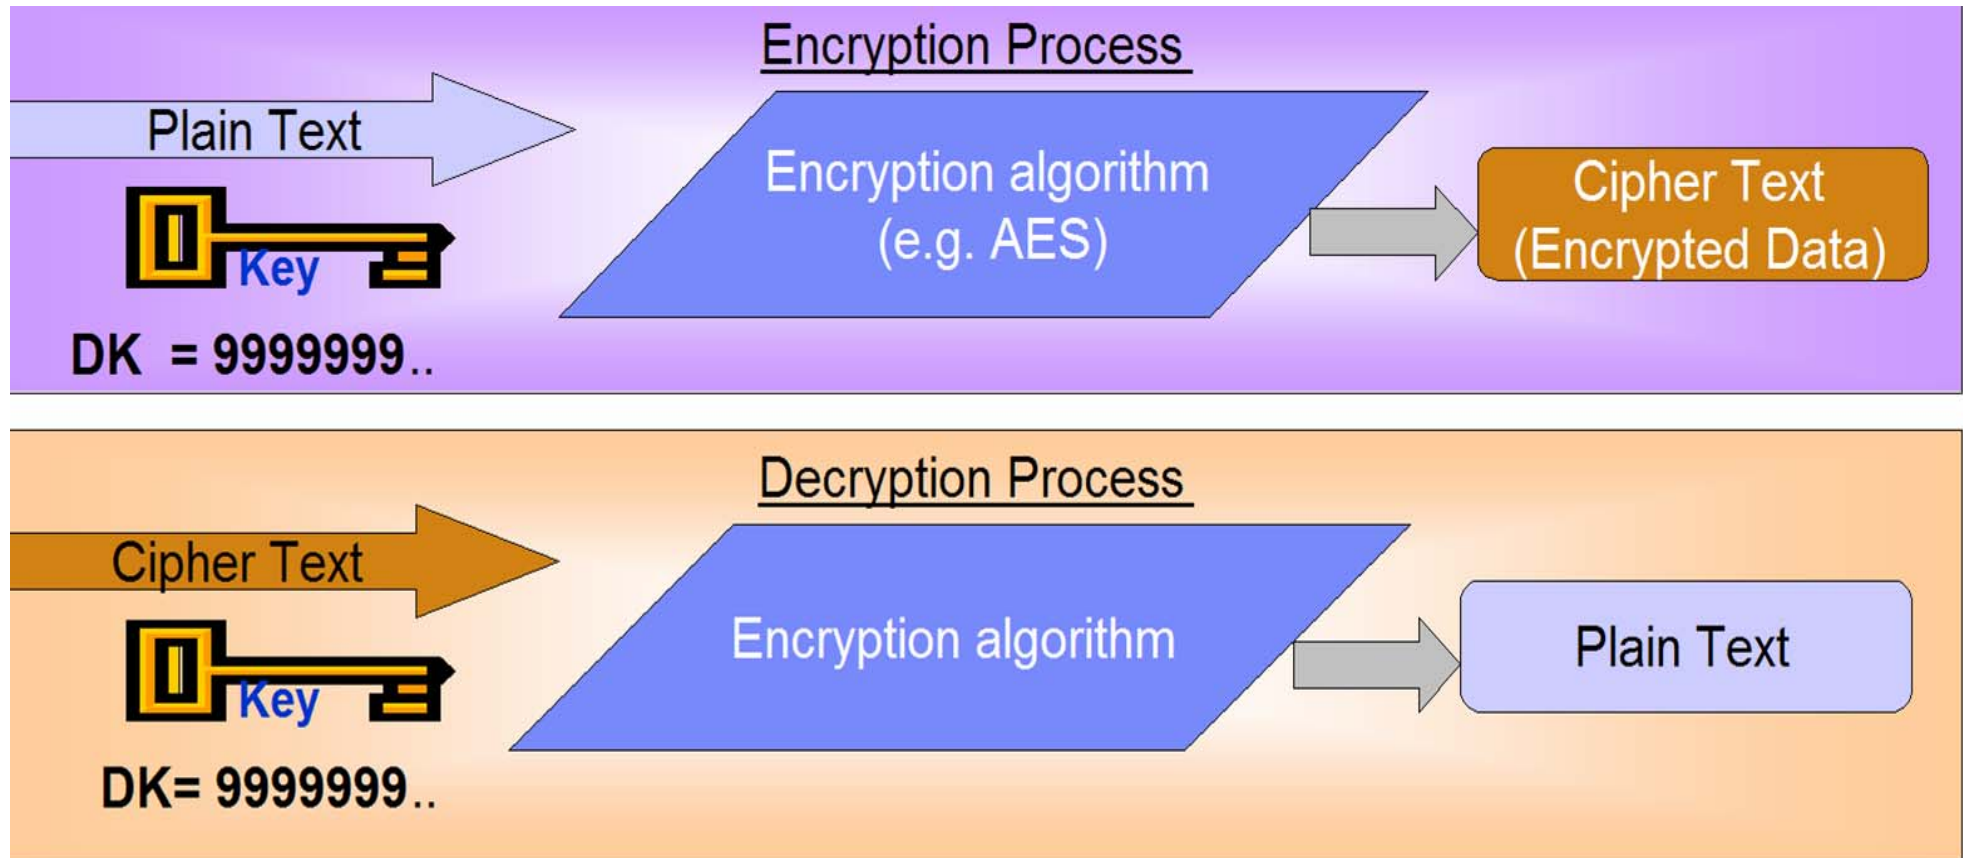 Encryption Process
Plain Text
Encryption algorithm
(e.g. AES)
Cipher Text
(Encrypted Data)
Key
DK = 9999999..
Decryption Process
Cipher Text
Encryption algorithm
Plain Text
Key
DK= 9999999..